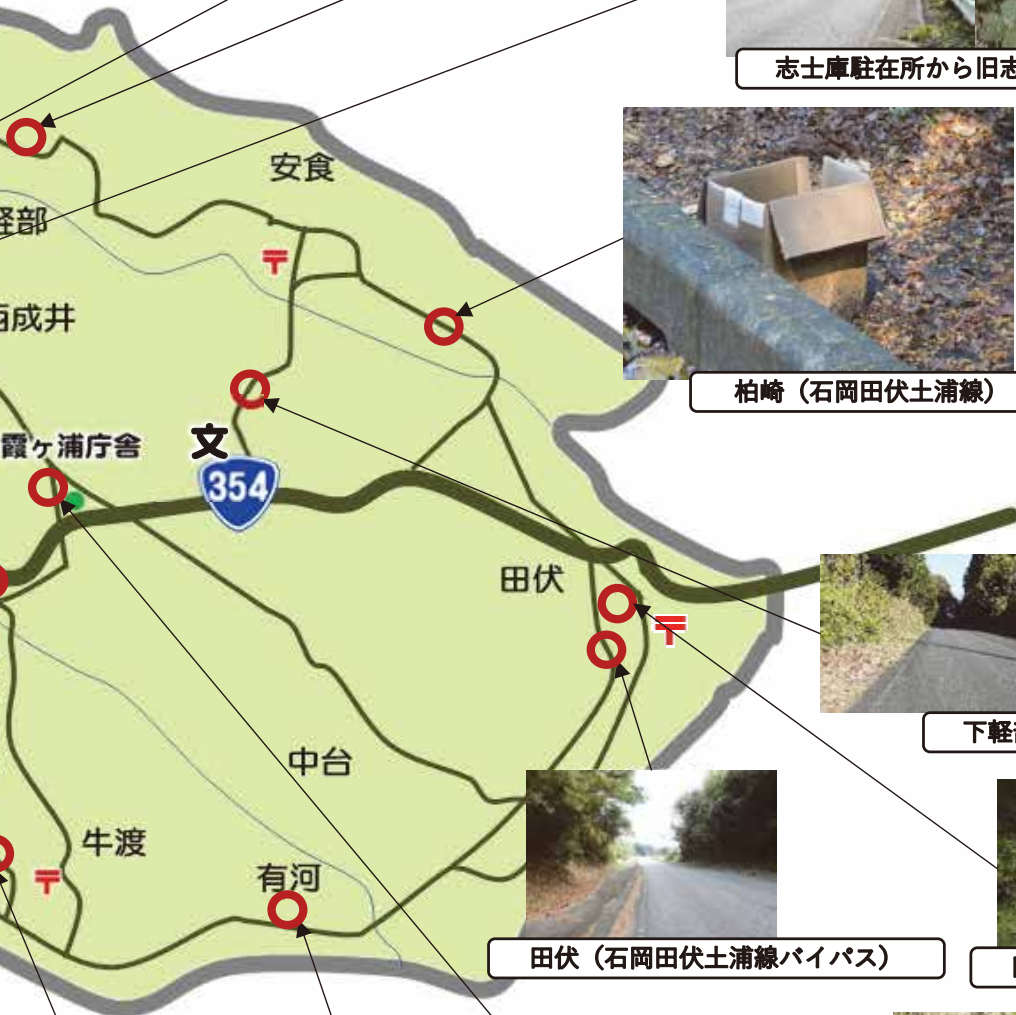 志士庫駐在所から旧志
安食
軽部
西成井
柏崎（石岡田伏土浦線）
霞ヶ浦庁舎
文
354
田伏
下軽
中台
牛渡
有河
田伏（石岡田伏土浦線バイパス）